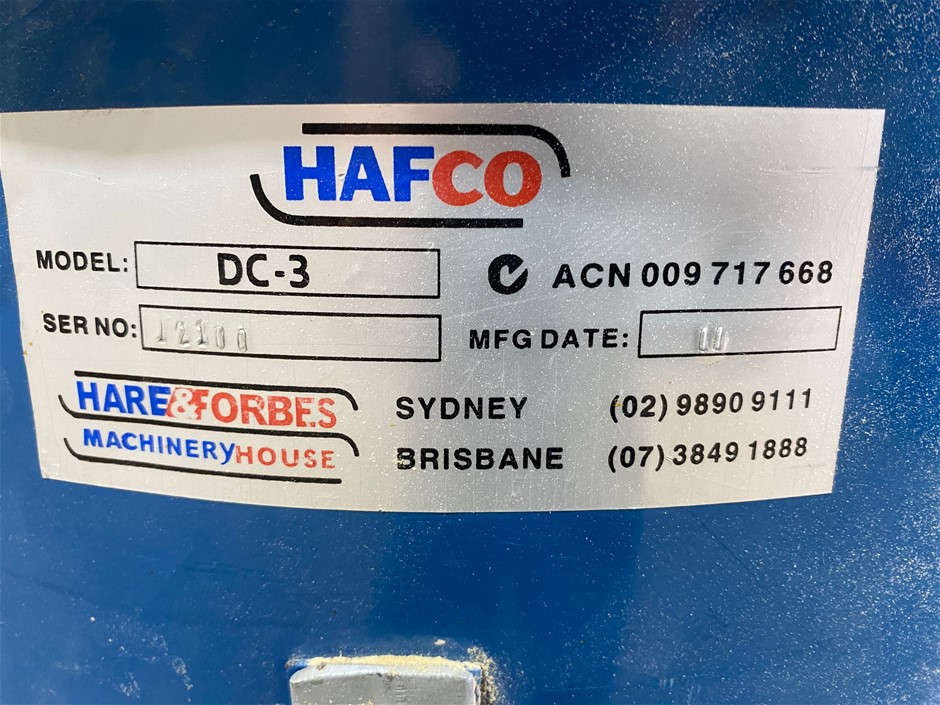 HAFCO
MODEL: DC-3
ACN 009 717 668
SER NO: 12100
MFG DATE: 11
HARE&FORBES
MACHINERYHOUSE
SYDNEY (02) 9890 9111
BRISBANE (07) 3849 1888